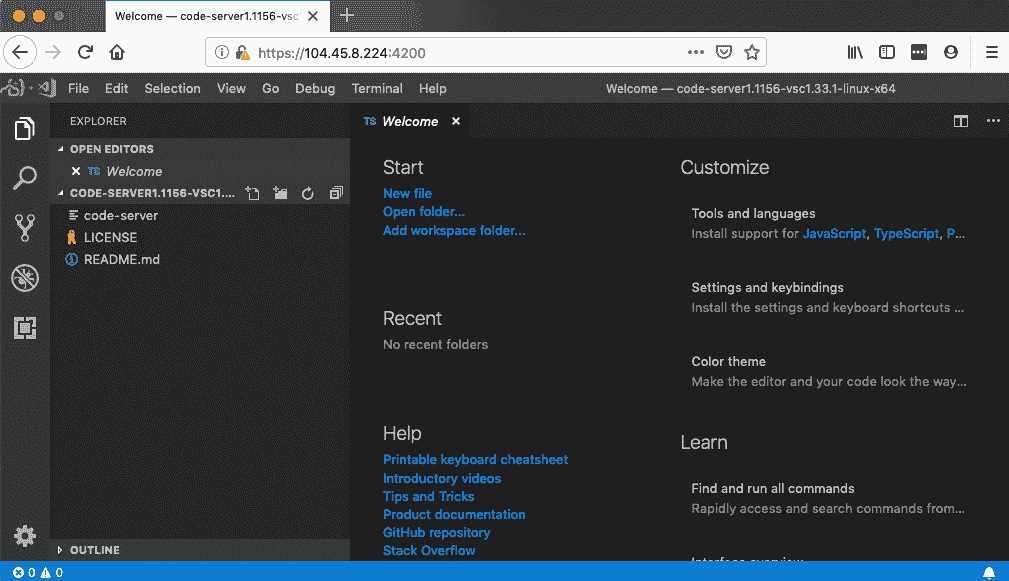 Welcome — code-server1.1156-vsc1
https://104.45.8.224:4200
File Edit Selection View Go Debug Terminal Help
Welcome — code-server1.1156-vsc1.33.1-linux-x64
EXPLORER
OPEN EDITORS
TS Welcome
CODE-SERVER1.1156-VSC1....
code-server
LICENSE
README.md
OUTLINE
TS Welcome
Start
New file
Open folder...
Add workspace folder...
Recent
No recent folders
Help
Printable keyboard cheatsheet
Introductory videos
Tips and Tricks
Product documentation
GitHub repository
Stack Overflow
Customize
Tools and languages
Install support for JavaScript, TypeScript, P...
Settings and keybindings
Install the settings and keyboard shortcuts ...
Color theme
Make the editor and your code look the way...
Learn
Find and run all commands
Rapidly access and search commands from...
Interface overview
0 0